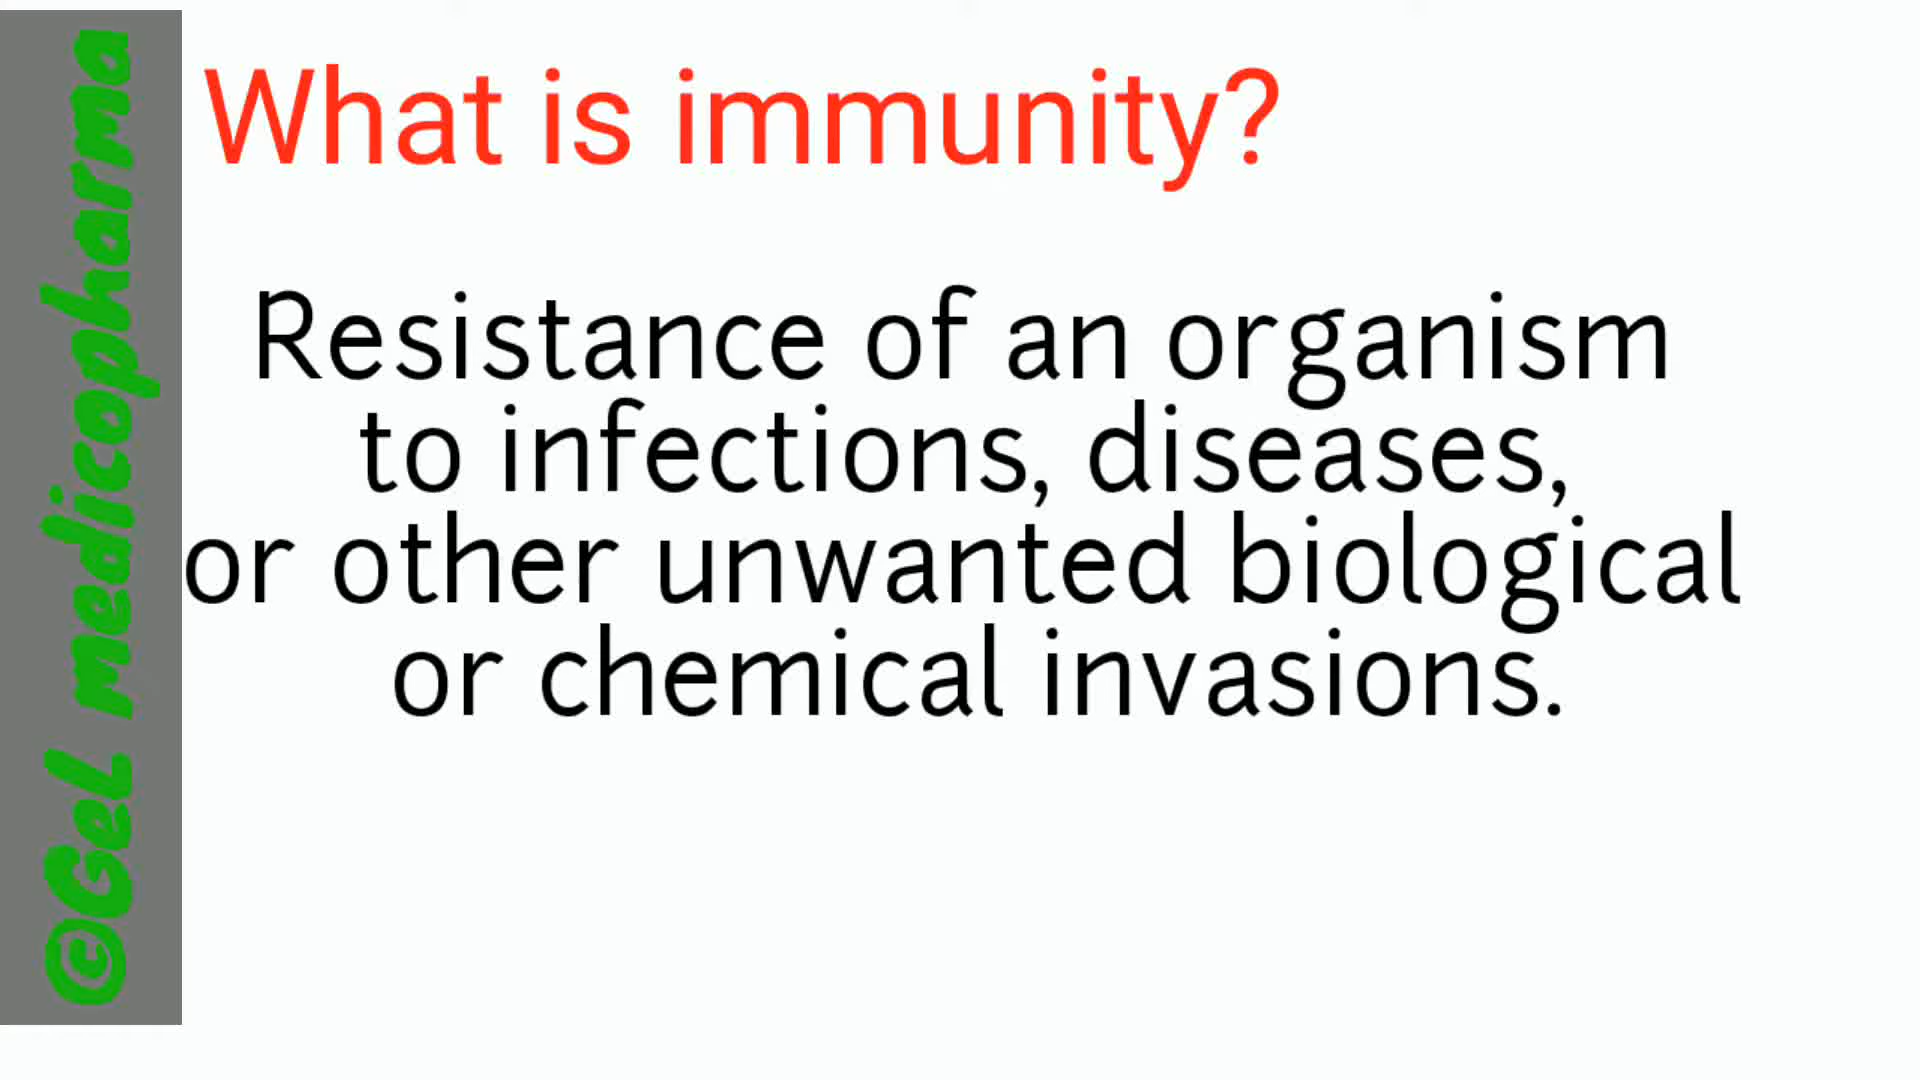 What is immunity?
Resistance of an organism
to infections, diseases,
or other unwanted biological
or chemical invasions.
©Gel medicopharma